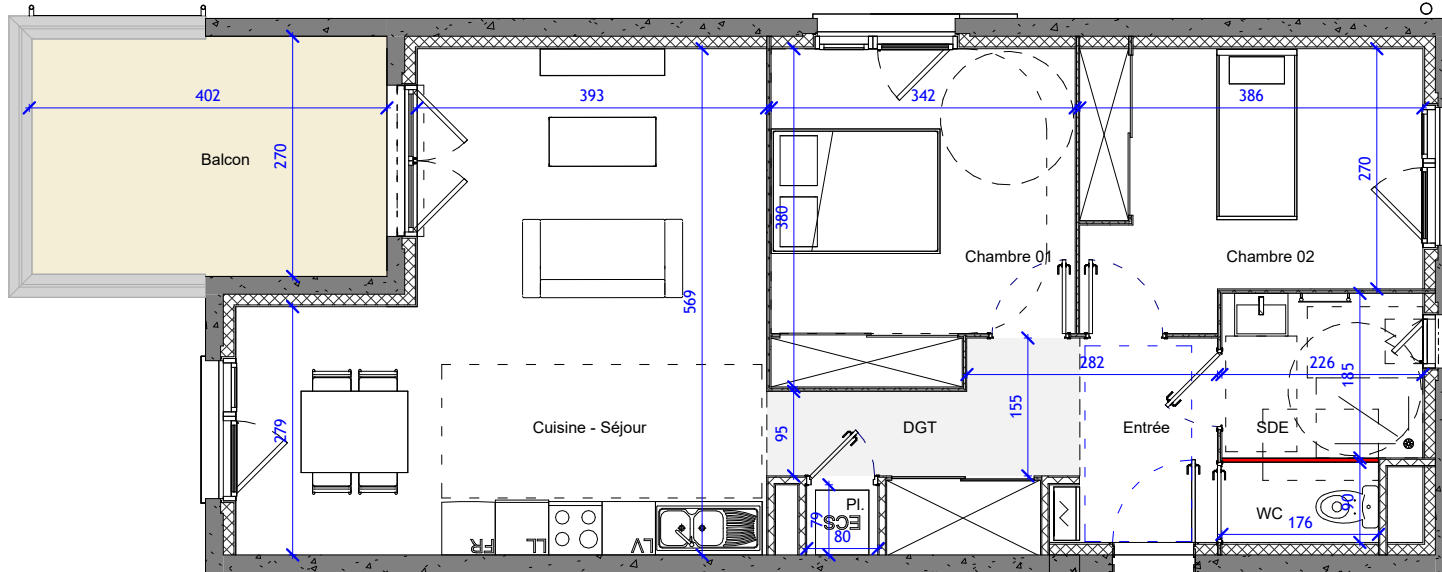 402
393
342
386
Balcon
270
380
270
Chambre 01
Chambre 02
569
282
226
185
279
Cuisine - Séjour
95
DGT
155
Entrée
SDE
Pl.
ECS
79
80
WC
90
176
FR
LL
LV